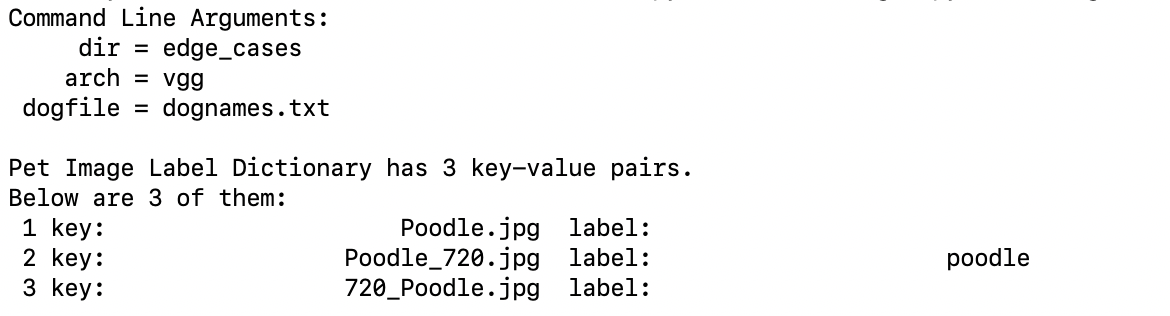 Command Line Arguments:
dir = edge_cases
arch = vgg
dogfile = dognames.txt
Pet Image Label Dictionary has 3 key-value pairs.
Below are 3 of them:
1 key: Poodle.jpg label:
2 key: Poodle_720.jpg label: poodle
3 key: 720_Poodle.jpg label: